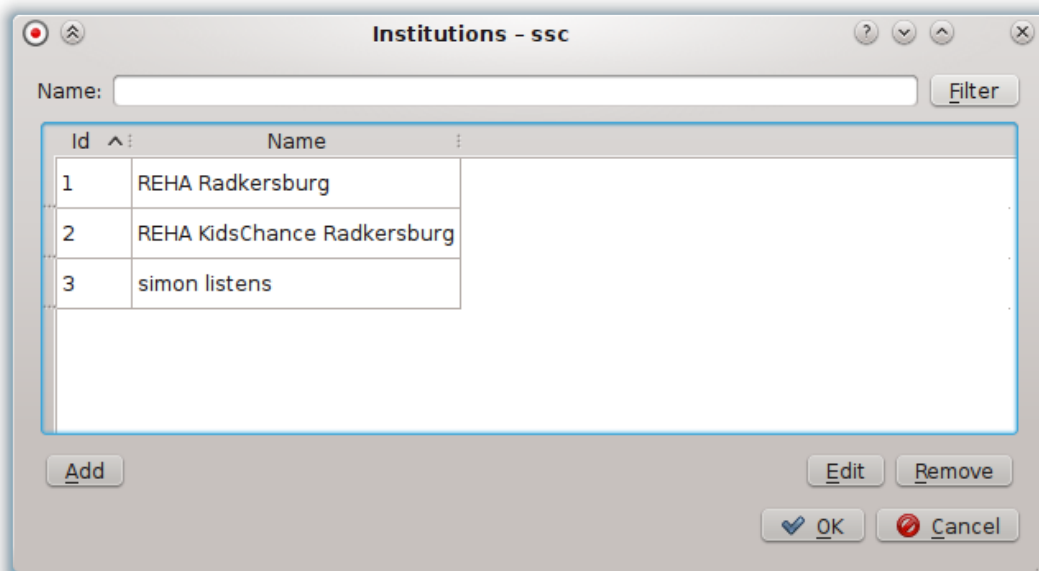 Institutions – ssc
Name: Filter
Id Name
1 REHA Radkersburg
2 REHA KidsChance Radkersburg
3 simon listens
Add Edit Remove
OK Cancel